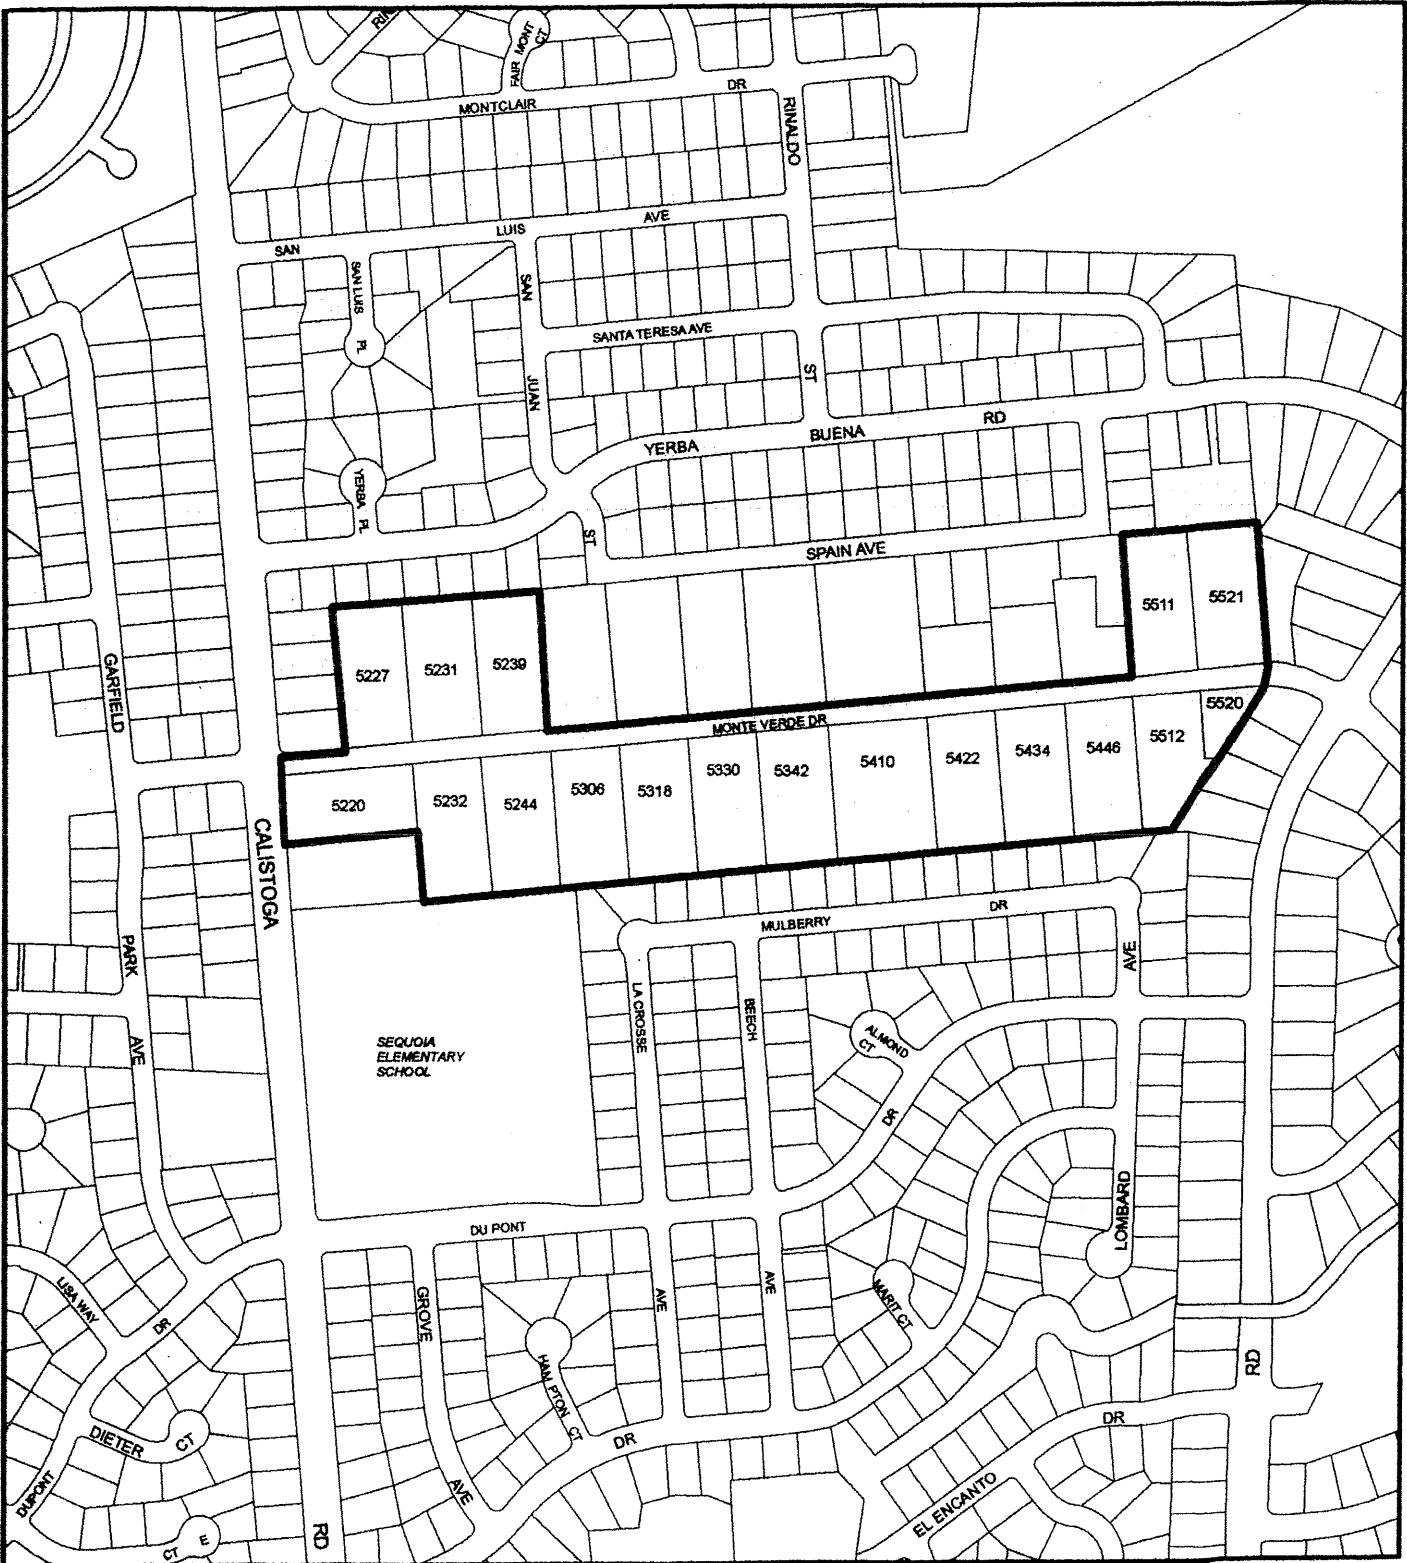 FAIR MONT
CT
MONTCLAIR
DR
RINALDO
SAN
LUIS
AVE
SAN LUIS
PL
SAN
JUAN
ST
SANTA TERESA AVE
ST
YERBA
BUENA
RD
YERBA PL
SPAIN AVE
5511
5521
5227
5231
5239
MONTE VERDE DR
5520
5220
5232
5244
5306
5318
5330
5342
5410
5422
5434
5446
5512
GARFIELD
PARK
AVE
CALISTOGA
RD
MULBERRY
DR
AVE
LA CROSSE
AVE
BEECH
AVE
ALMOND
CT
DR
SEQUOIA
ELEMENTARY
SCHOOL
LOMBARD
DU PONT
MARIT CT
GROVE
AVE
HAMPTON CT
DR
LISA WAY
DR
DIETER
CT
DUPONT
E
CT
RD
DR
EL ENCANTO